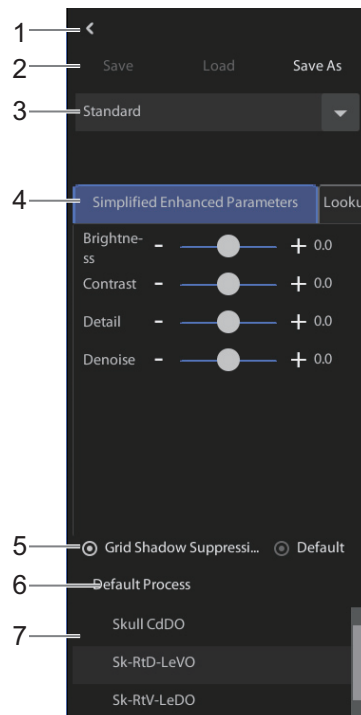 1
2 Save Load Save As
3 Standard
4 Simplified Enhanced Parameters Looku
Brightne- - + 0.0
ss
Contrast - + 0.0
Detail - + 0.0
Denoise - + 0.0
5 Grid Shadow Suppressi... Default
6 Default Process
7 Skull CdDO
Sk-RtD-LeVO
Sk-RtV-LeDO